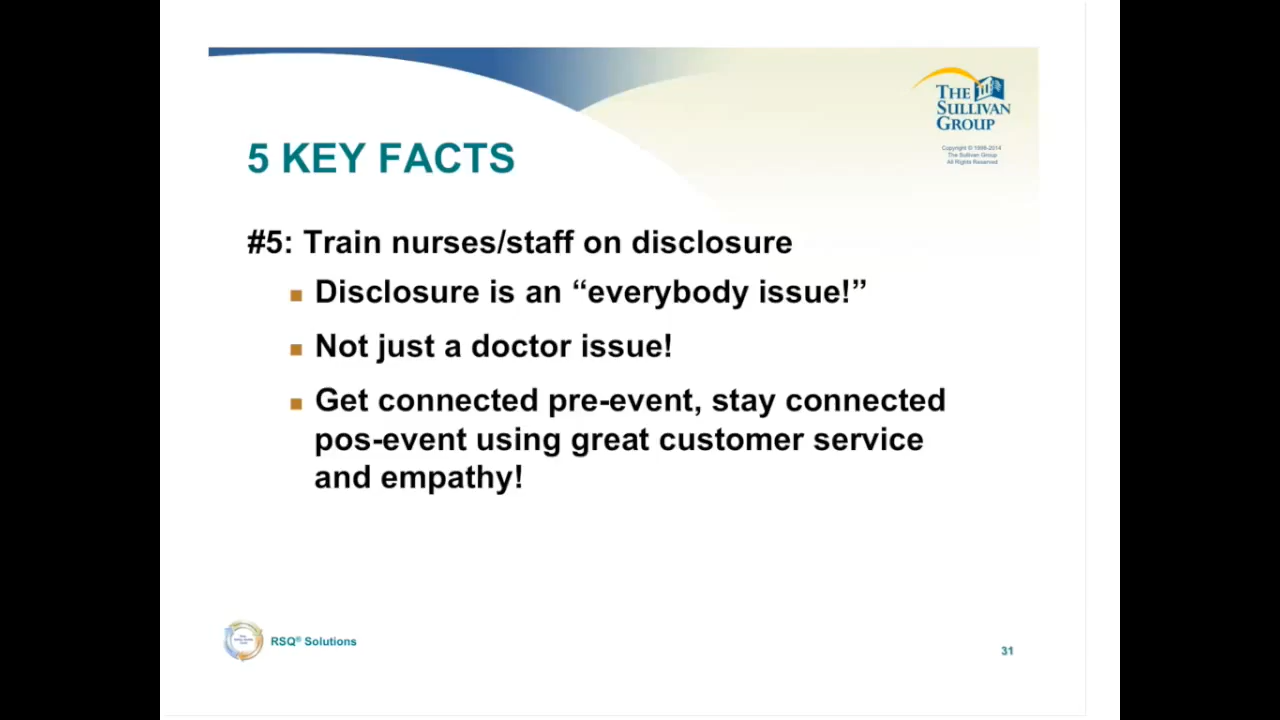 THE
SULLIVAN
GROUP
Copyright © 1998-2014
The Sullivan Group
All Rights Reserved
5 KEY FACTS
#5: Train nurses/staff on disclosure
Disclosure is an “everybody issue!”
Not just a doctor issue!
Get connected pre-event, stay connected
pos-event using great customer service
and empathy!
RSQ® Solutions
31